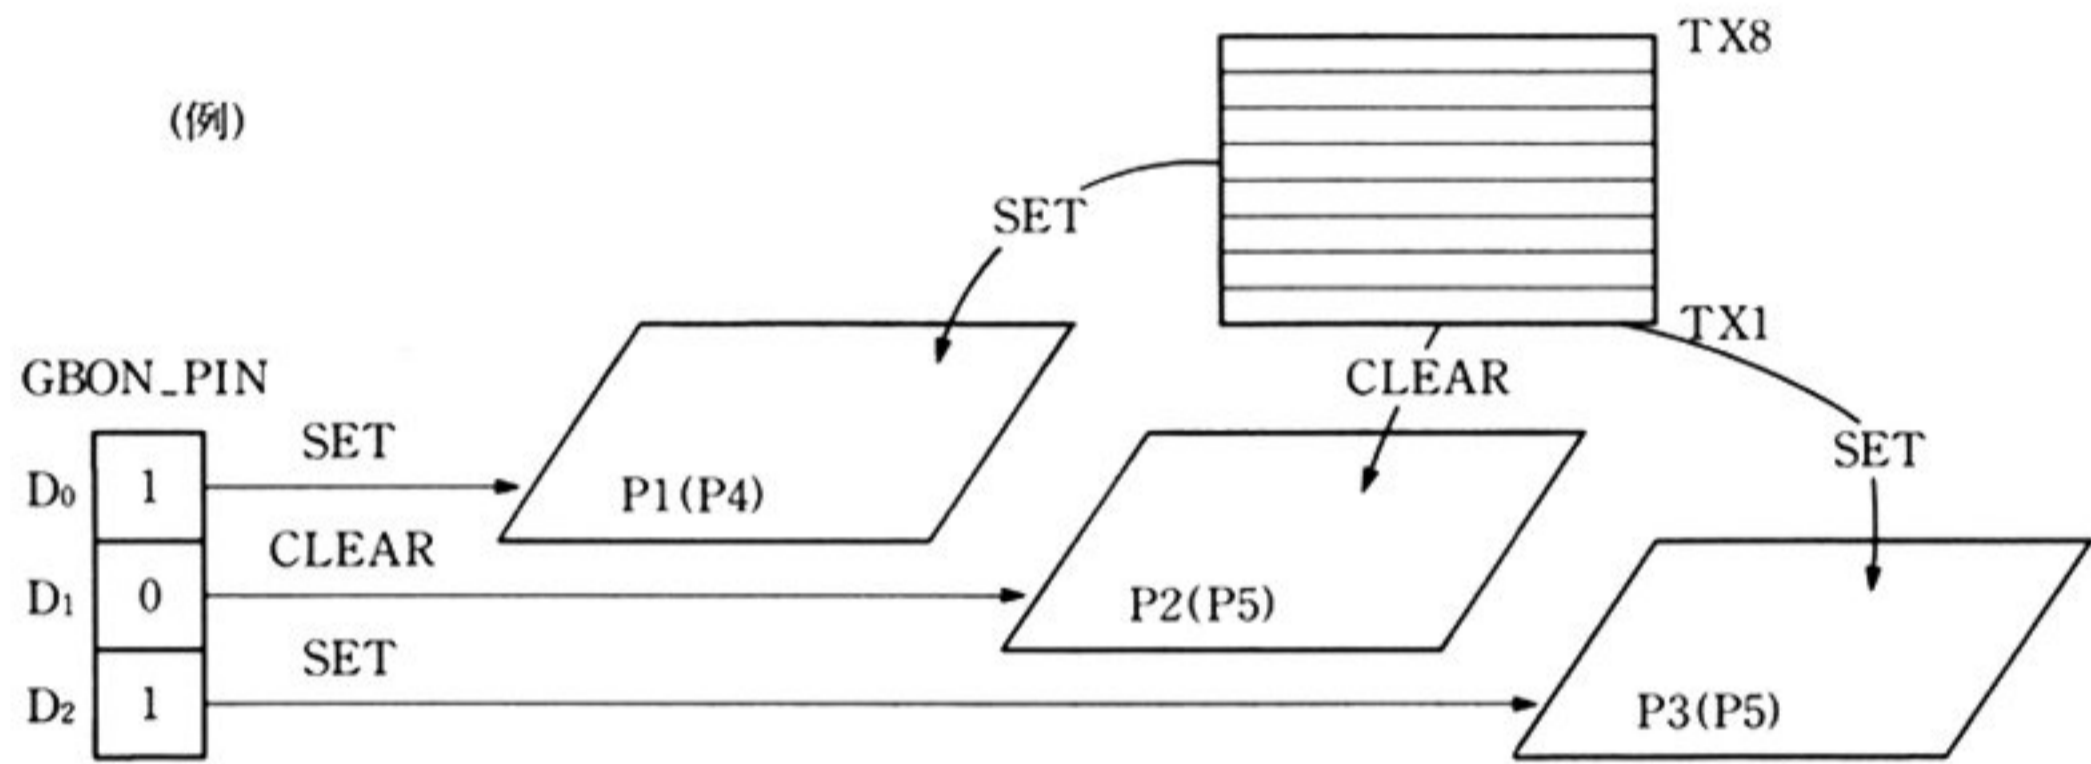 TX8
(例)
SET
TX1
GBON_PIN
CLEAR
SET
SET
D0 1
P1(P4)
CLEAR
D1 0
P2(P5)
SET
D2 1
P3(P5)